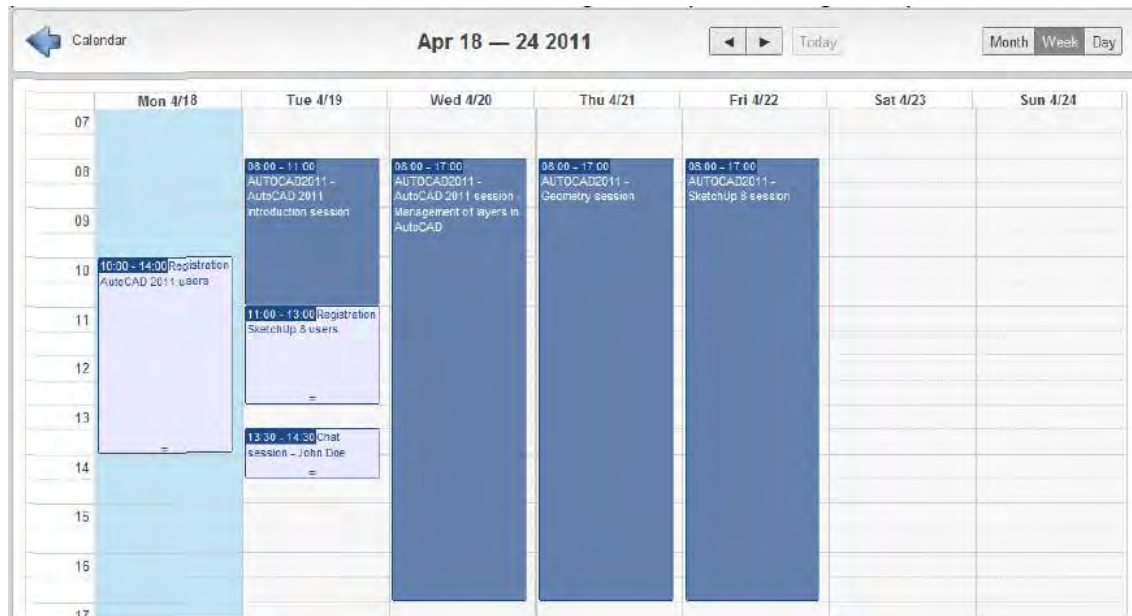 Calendar
Apr 18 — 24 2011
Today
Month Week Day
Mon 4/18 Tue 4/19 Wed 4/20 Thu 4/21 Fri 4/22 Sat 4/23 Sun 4/24
07
08
09
10
11
12
13
14
15
16
17
10:00 - 14:00 Registration
AutoCAD 2011 users
08:00 - 11:00
AUTOCAD2011 -
AutoCAD 2011
introduction session
11:00 - 13:00 Registration
SketchUp 8 users
13:30 - 14:30 Chat
session – John Doe
08:00 - 17:00
AUTOCAD2011 -
AutoCAD 2011 session -
Management of layers in
AutoCAD
08:00 - 17:00
AUTOCAD2011 -
Geometry session
08:00 - 17:00
AUTOCAD2011 -
SketchUp 8 session